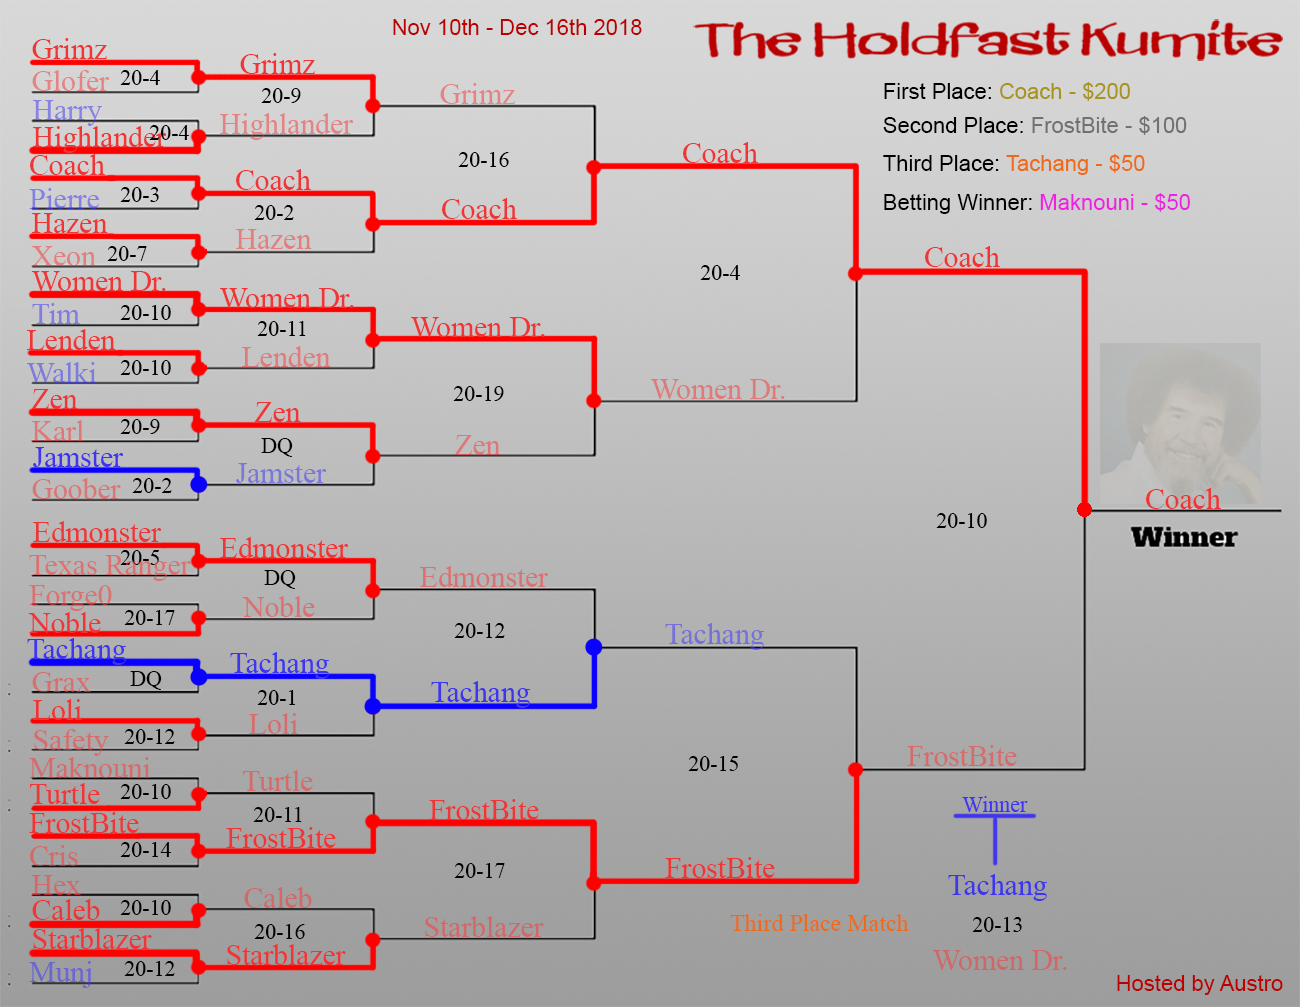 Nov 10th - Dec 16th 2018
The Holdfast Kumite
First Place: Coach - $200
Second Place: FrostBite - $100
Third Place: Tachang - $50
Betting Winner: Maknouni - $50
Grimz
20-4
Glofer
Harry
20-4
Highlander
Coach
20-3
Pierre
Hazen
20-7
Xeon
Women Dr.
20-10
Tim
Lenden
20-10
Walki
Zen
20-9
Karl
Jamster
20-2
Goober
Edmonster
20-5
Texas Ranger
Forge0
20-17
Noble
Tachang
DQ
Grax
Loli
20-12
Safety
Maknouni
20-10
Turtle
FrostBite
20-14
Cris
Hex
20-10
Caleb
Starblazer
20-12
Munj
Grimz
20-9
Highlander
Coach
20-2
Hazen
Women Dr.
20-11
Lenden
Zen
DQ
Jamster
Edmonster
DQ
Noble
Tachang
20-1
Loli
Turtle
20-11
FrostBite
Caleb
20-16
Starblazer
Grimz
20-16
Coach
Women Dr.
20-19
Zen
Edmonster
20-12
Tachang
FrostBite
20-17
Starblazer
Coach
20-4
Women Dr.
Tachang
20-15
FrostBite
Coach
20-10
FrostBite
Coach
Winner
Winner
Tachang
Third Place Match
20-13
Women Dr.
Hosted by Austro